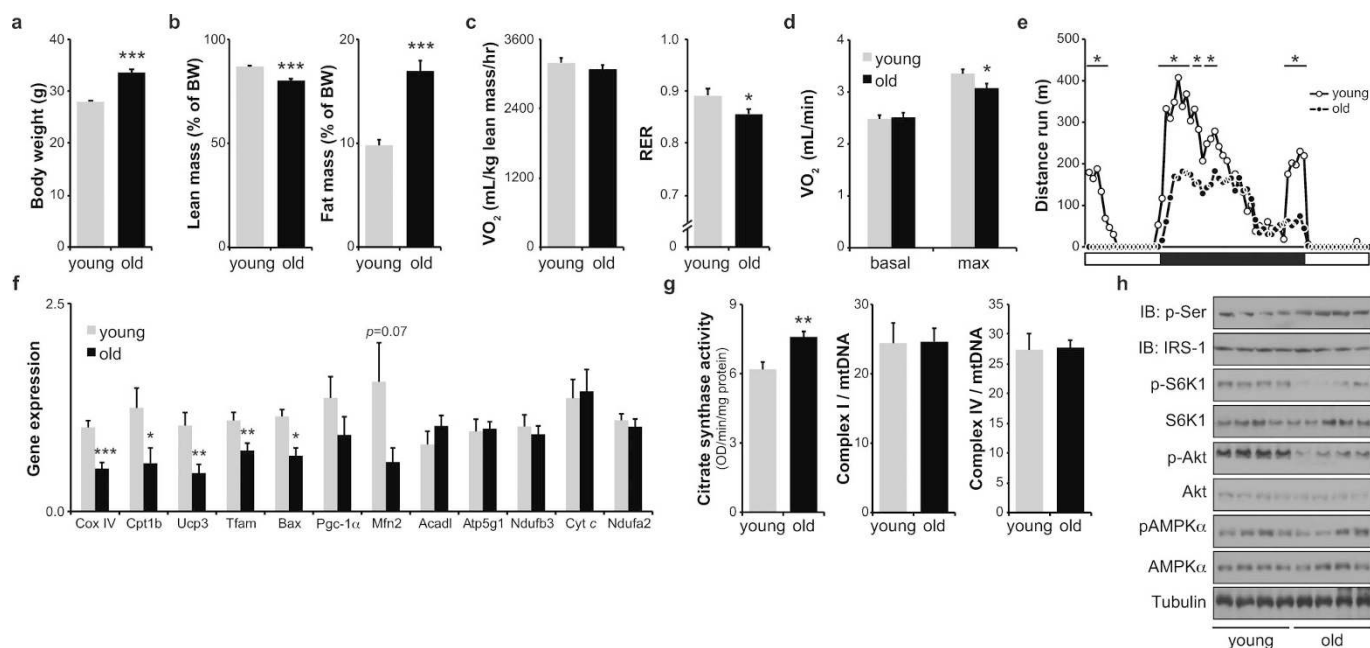 a
Body weight (g)
40
30
20
10
0
***
young old
b
Lean mass (% of BW)
100
50
0
***
young old
Fat mass (% of BW)
20
10
0
***
young old
c
VO2 (mL/kg lean mass/hr)
3600
2400
1200
0
young old
RER
1.0
0.9
0.8
0.7
0
*
young old
d
VO2 (mL/min)
4
3
2
1
0
young
old
*
basal max
e
Distance run (m)
500
400
300
200
100
0
* * * * *
young
old
f
Gene expression
2.5
1.5
0.0
young
old
p=0.07
*** * ** ** *
Cox IV Cpt1b Ucp3 Tfam Bax Pgc-1α Mfn2 Acadl Atp5g1 Ndufb3 Cyt c Ndufa2
g
Citrate synthase activity
(OD/min/mg protein)
9
6
3
0
**
young old
Complex I / mtDNA
30
20
10
0
young old
Complex IV / mtDNA
35
30
25
20
15
10
5
0
young old
h
IB: p-Ser
IB: IRS-1
p-S6K1
S6K1
p-Akt
Akt
pAMPKα
AMPKα
Tubulin
young old